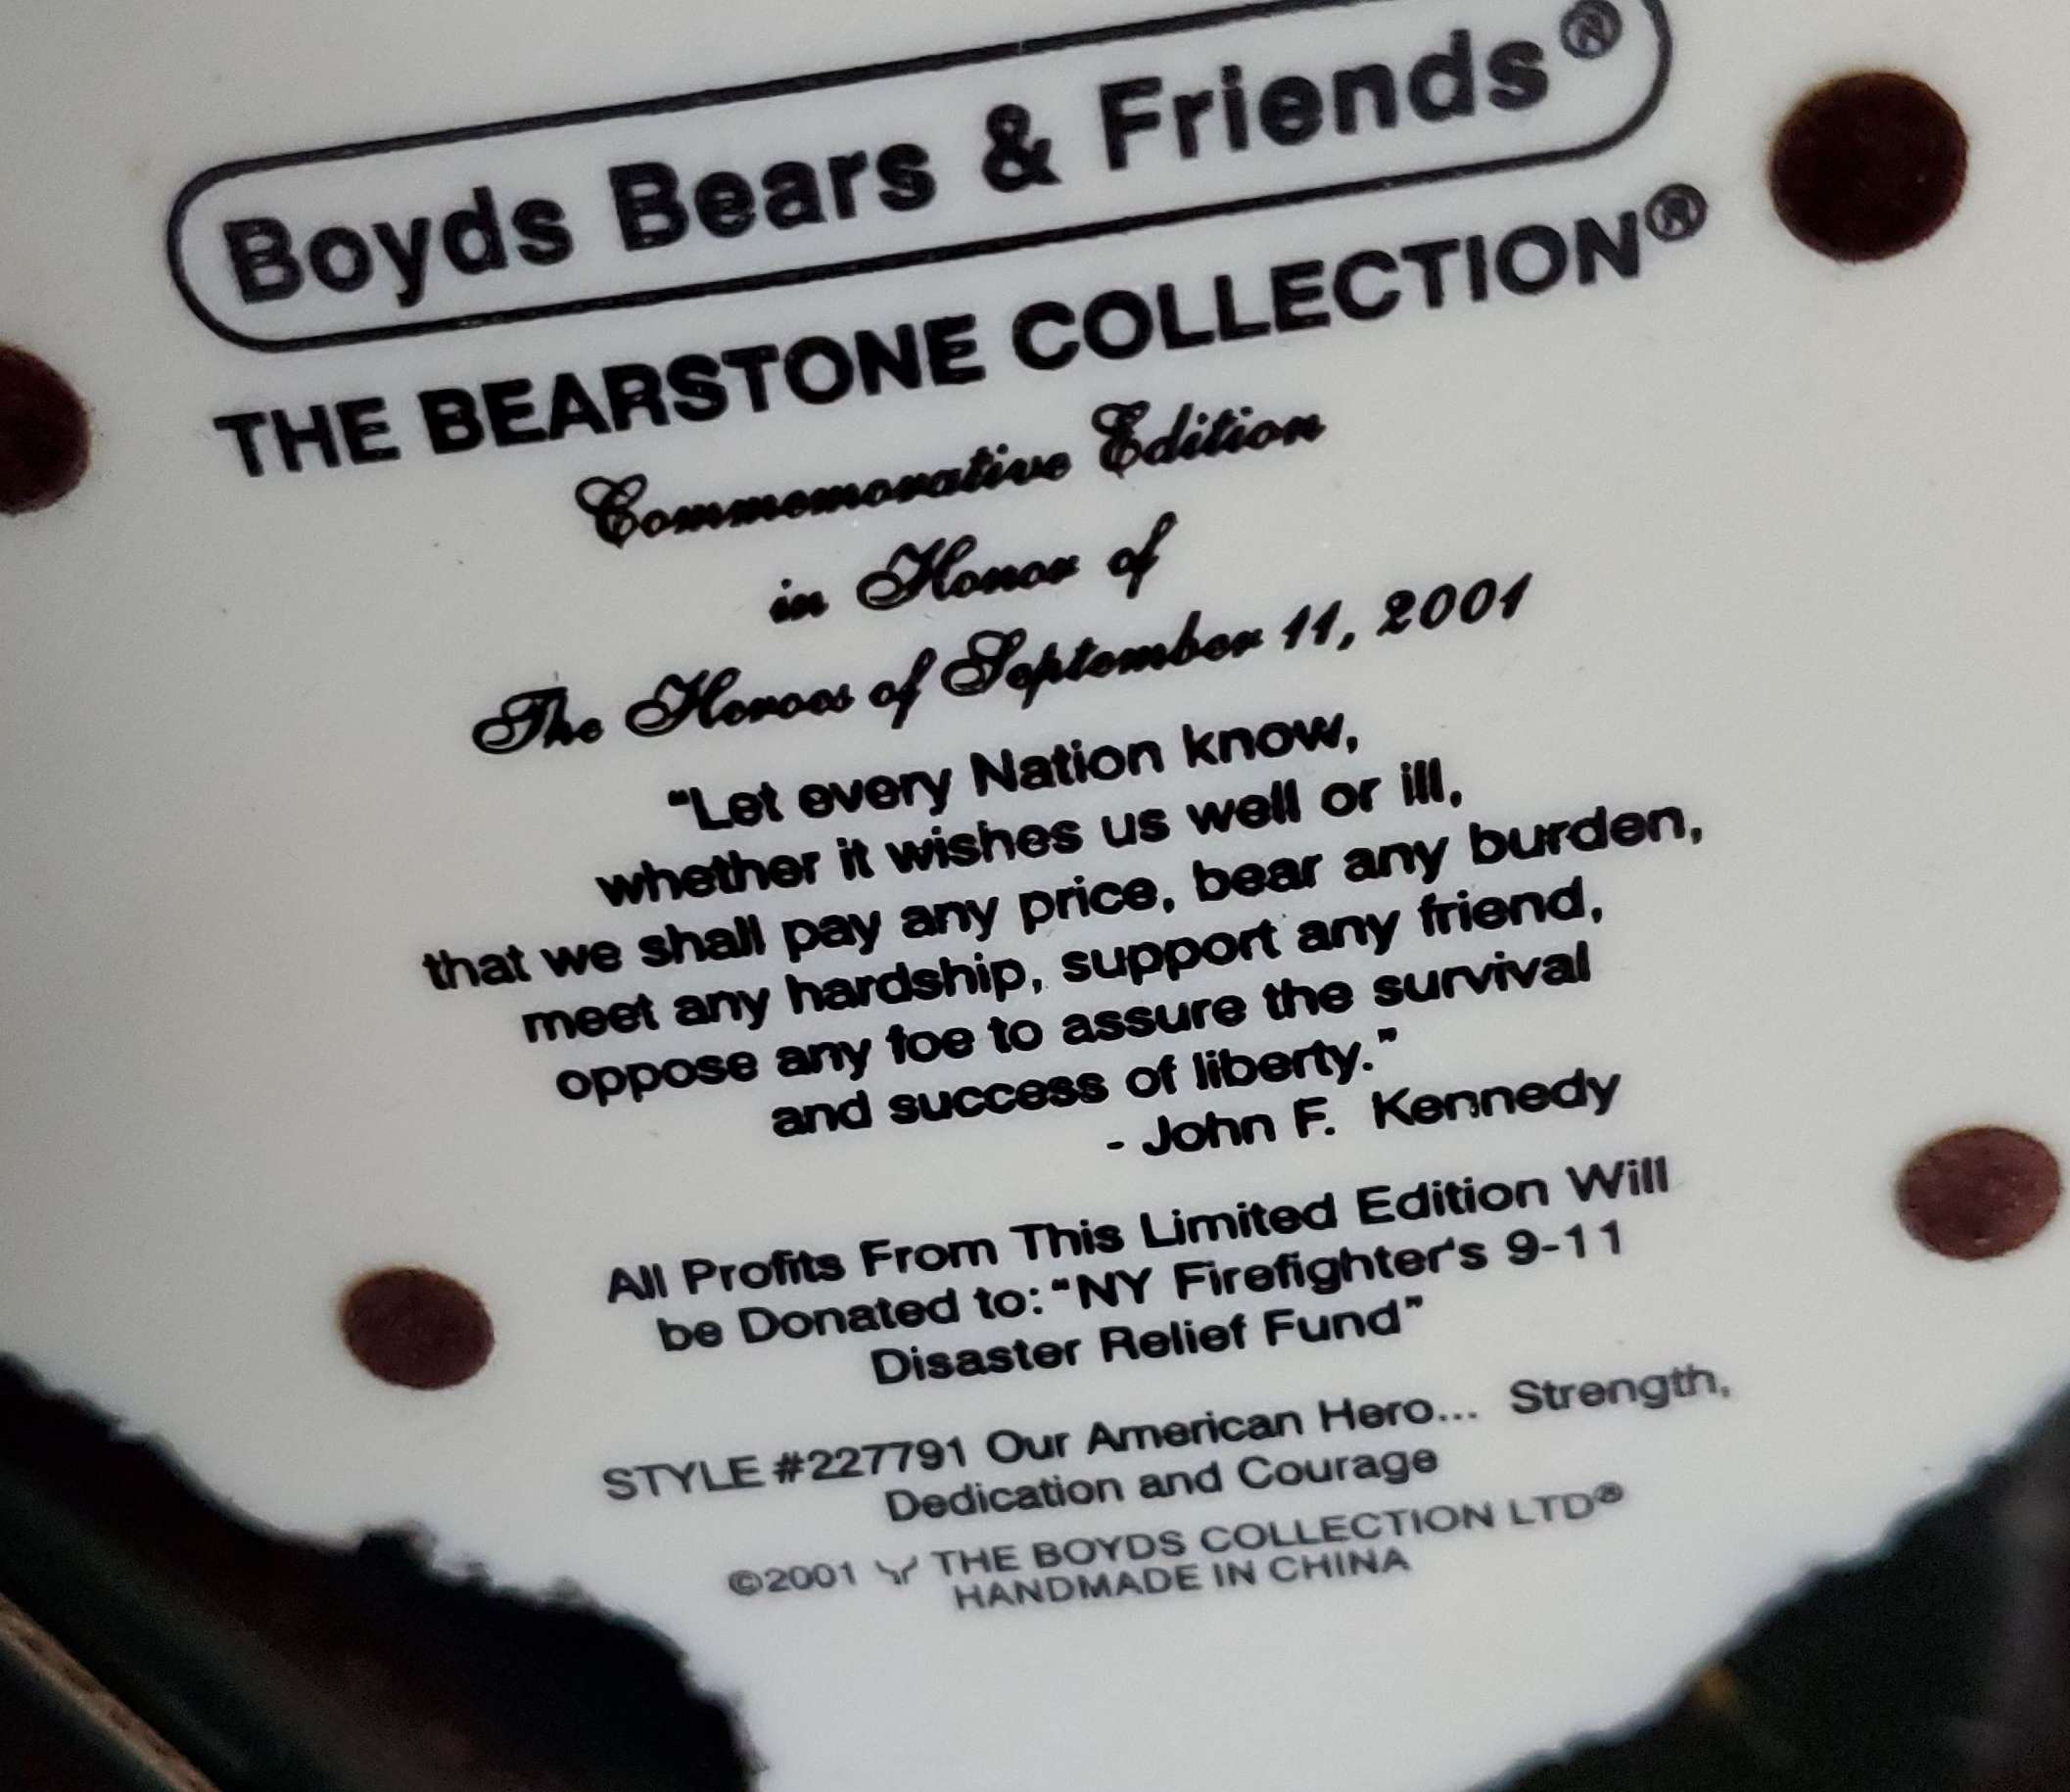 Boyds Bears & Friends®
THE BEARSTONE COLLECTION®
Commemorative Edition
in Honor of
The Heroes of September 11, 2001
“Let every Nation know,
whether it wishes us well or ill,
that we shall pay any price, bear any burden,
meet any hardship, support any friend,
oppose any foe to assure the survival
and success of liberty.”
- John F. Kennedy
All Profits From This Limited Edition Will
be Donated to: “NY Firefighter's 9-11
Disaster Relief Fund”
STYLE #227791 Our American Hero... Strength,
Dedication and Courage
©2001 THE BOYDS COLLECTION LTD®
HANDMADE IN CHINA